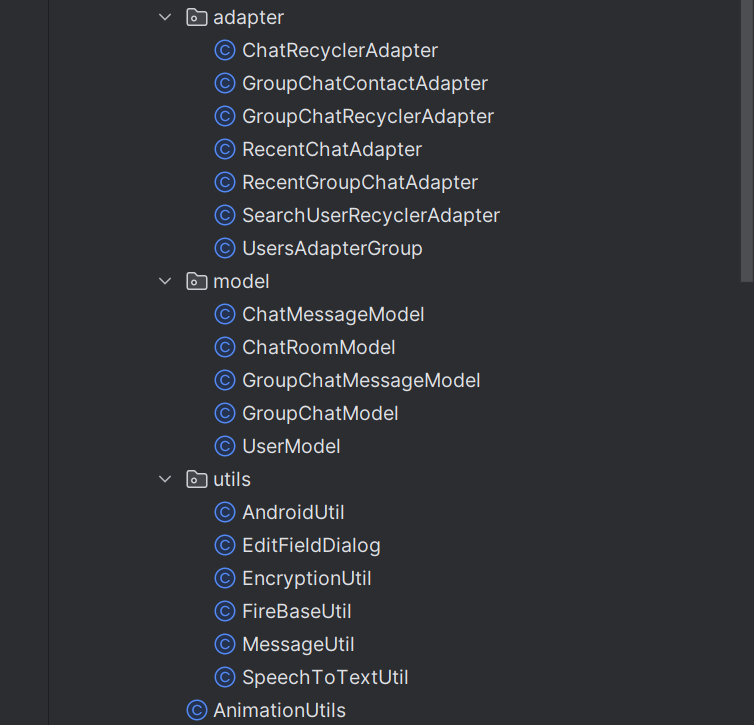 adapter
ChatRecyclerAdapter
GroupChatContactAdapter
GroupChatRecyclerAdapter
RecentChatAdapter
RecentGroupChatAdapter
SearchUserRecyclerAdapter
UsersAdapterGroup
model
ChatMessageModel
ChatRoomModel
GroupChatMessageModel
GroupChatModel
UserModel
utils
AndroidUtil
EditFieldDialog
EncryptionUtil
FireBaseUtil
MessageUtil
SpeechToTextUtil
AnimationUtils